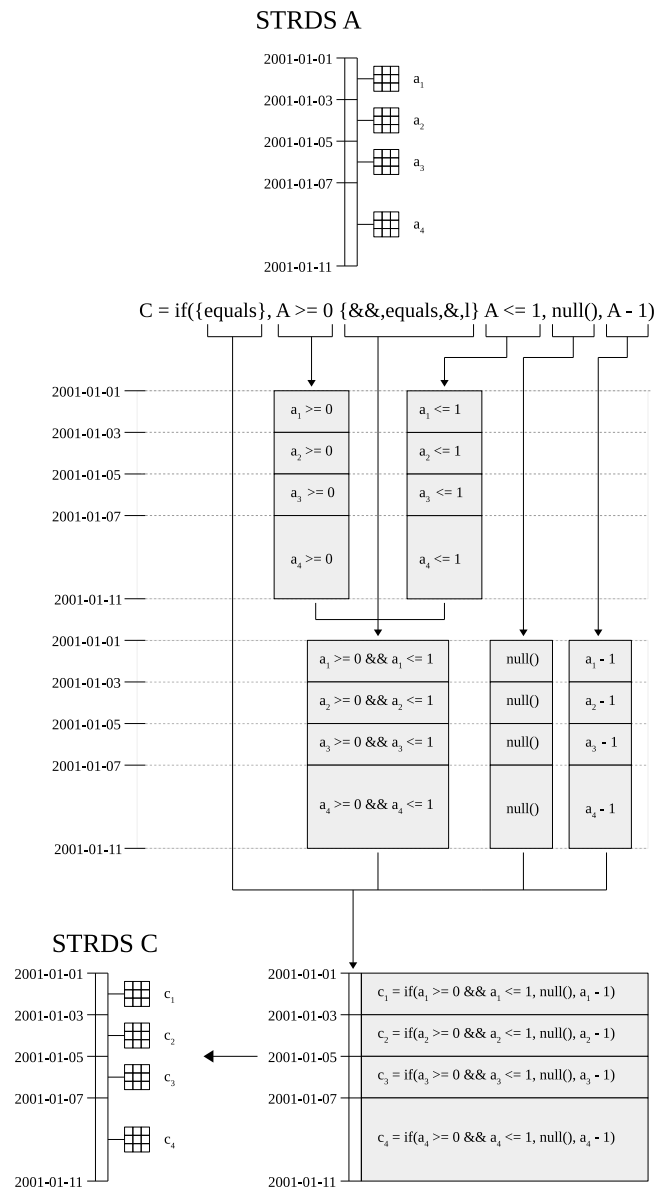 STRDS A
2001-01-01
a₁
2001-01-03
a₂
2001-01-05
a₃
2001-01-07
a₄
2001-01-11
C = if({equals}, A >= 0 {&&,equals,&,l} A <= 1, null(), A - 1)
2001-01-01
a₁ >= 0 a₁ <= 1
2001-01-03
a₂ >= 0 a₂ <= 1
2001-01-05
a₃ >= 0 a₃ <= 1
2001-01-07
a₄ >= 0 a₄ <= 1
2001-01-11
2001-01-01
a₁ >= 0 && a₁ <= 1 null() a₁ - 1
2001-01-03
a₂ >= 0 && a₂ <= 1 null() a₂ - 1
2001-01-05
a₃ >= 0 && a₃ <= 1 null() a₃ - 1
2001-01-07
a₄ >= 0 && a₄ <= 1 null() a₄ - 1
2001-01-11
STRDS C
2001-01-01
c₁
2001-01-03
c₂
2001-01-05
c₃
2001-01-07
c₄
2001-01-11
2001-01-01
c₁ = if(a₁ >= 0 && a₁ <= 1, null(), a₁ - 1)
2001-01-03
c₂ = if(a₂ >= 0 && a₂ <= 1, null(), a₂ - 1)
2001-01-05
c₃ = if(a₃ >= 0 && a₃ <= 1, null(), a₃ - 1)
2001-01-07
c₄ = if(a₄ >= 0 && a₄ <= 1, null(), a₄ - 1)
2001-01-11